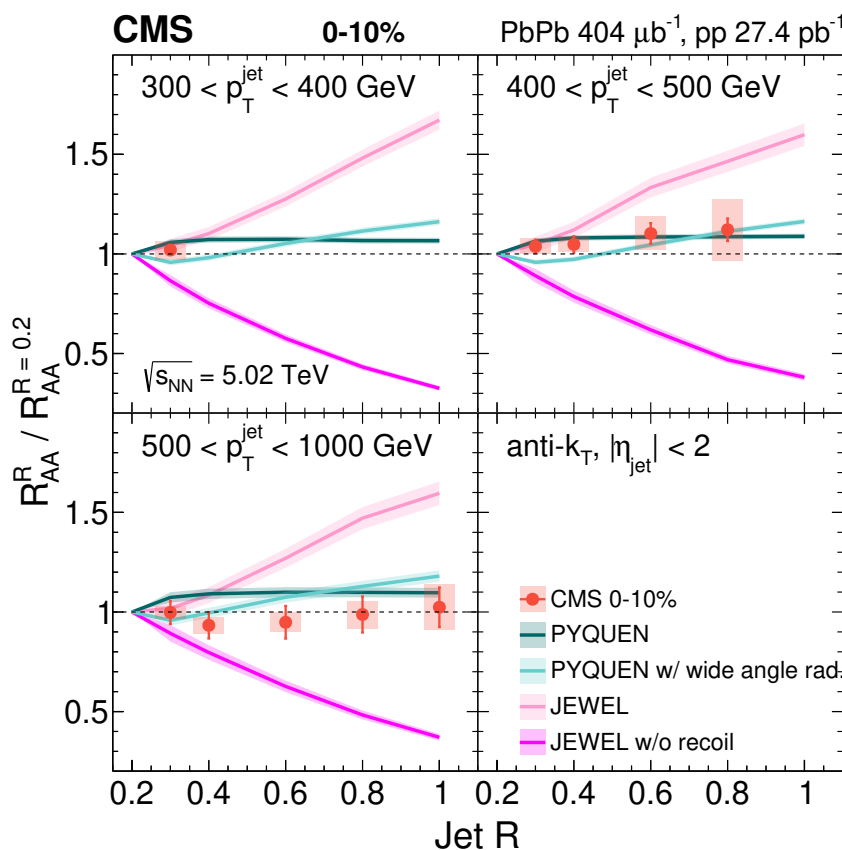 CMS 0-10% PbPb 404 μb⁻¹, pp 27.4 pb⁻¹
300 < p_T^jet < 400 GeV
400 < p_T^jet < 500 GeV
1.5
1
0.5
√s_NN = 5.02 TeV
R_AA^R / R_AA^R = 0.2
500 < p_T^jet < 1000 GeV
anti-k_T, |η_jet| < 2
1.5
1
0.5
CMS 0-10%
PYQUEN
PYQUEN w/ wide angle rad.
JEWEL
JEWEL w/o recoil
0.2 0.4 0.6 0.8 1
0.2 0.4 0.6 0.8 1
Jet R